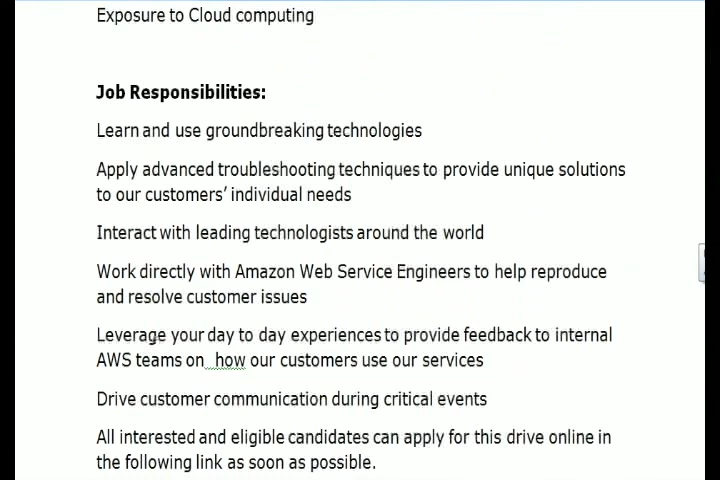 Exposure to Cloud computing
Job Responsibilities:
Learn and use groundbreaking technologies
Apply advanced troubleshooting techniques to provide unique solutions
to our customers' individual needs
Interact with leading technologists around the world
Work directly with Amazon Web Service Engineers to help reproduce
and resolve customer issues
Leverage your day to day experiences to provide feedback to internal
AWS teams on  how our customers use our services
Drive customer communication during critical events
All interested and eligible candidates can apply for this drive online in
the following link as soon as possible.